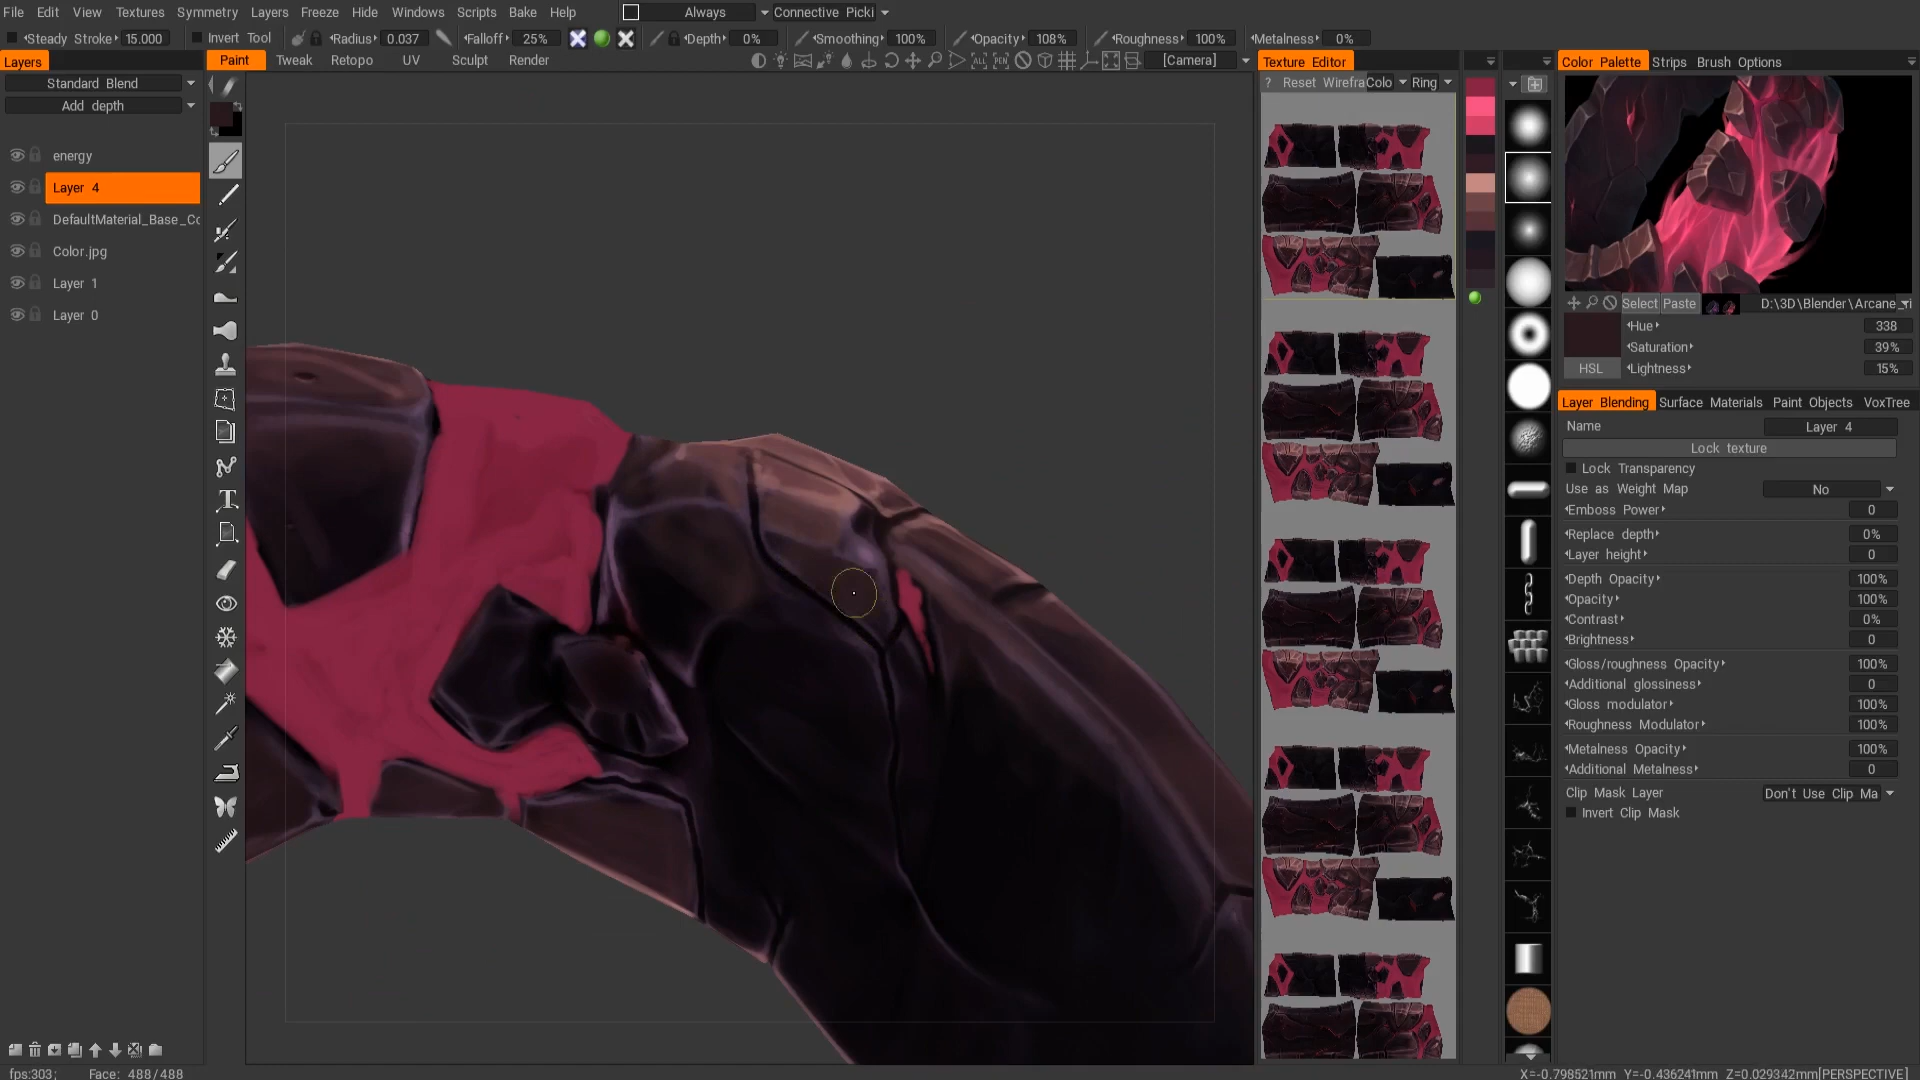 File Edit View Textures Symmetry Layers Freeze Hide Windows Scripts Bake Help Always Connective Picki
Steady Stroke 15.000 Invert Tool Radius 0.037 Falloff 25% Depth 0% Smoothing 100% Opacity 108% Roughness 100% Metalness 0%
Layers Paint Tweak Retopo UV Sculpt Render [Camera] Texture Editor Color Palette Strips Brush Options
Standard Blend ? Reset Wirefra Colo Ring
Add depth
energy
Layer 4
DefaultMaterial_Base_Co
Color.jpg
Layer 1
Layer 0
ALL PEN
Select Paste D:\3D\Blender\Arcane_
Hue 338
Saturation 39%
HSL Lightness 15%
Layer Blending Surface Materials Paint Objects VoxTree
Name Layer 4
Lock texture
Lock Transparency
Use as Weight Map No
Emboss Power 0
Replace depth 0%
Layer height 0
Depth Opacity 100%
Opacity 100%
Contrast 0%
Brightness 0
Gloss/roughness Opacity 100%
Additional glossiness 0
Gloss modulator 100%
Roughness Modulator 100%
Metalness Opacity 100%
Additional Metalness 0
Clip Mask Layer Don't Use Clip Ma
Invert Clip Mask
fps:303; Face: 488/488 X=-0.798521mm Y=-0.436241mm Z=0.029342mm[PERSPECTIVE]